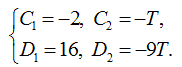 C₁ = −2, C₂ = −T,
D₁ = 16, D₂ = −9T.